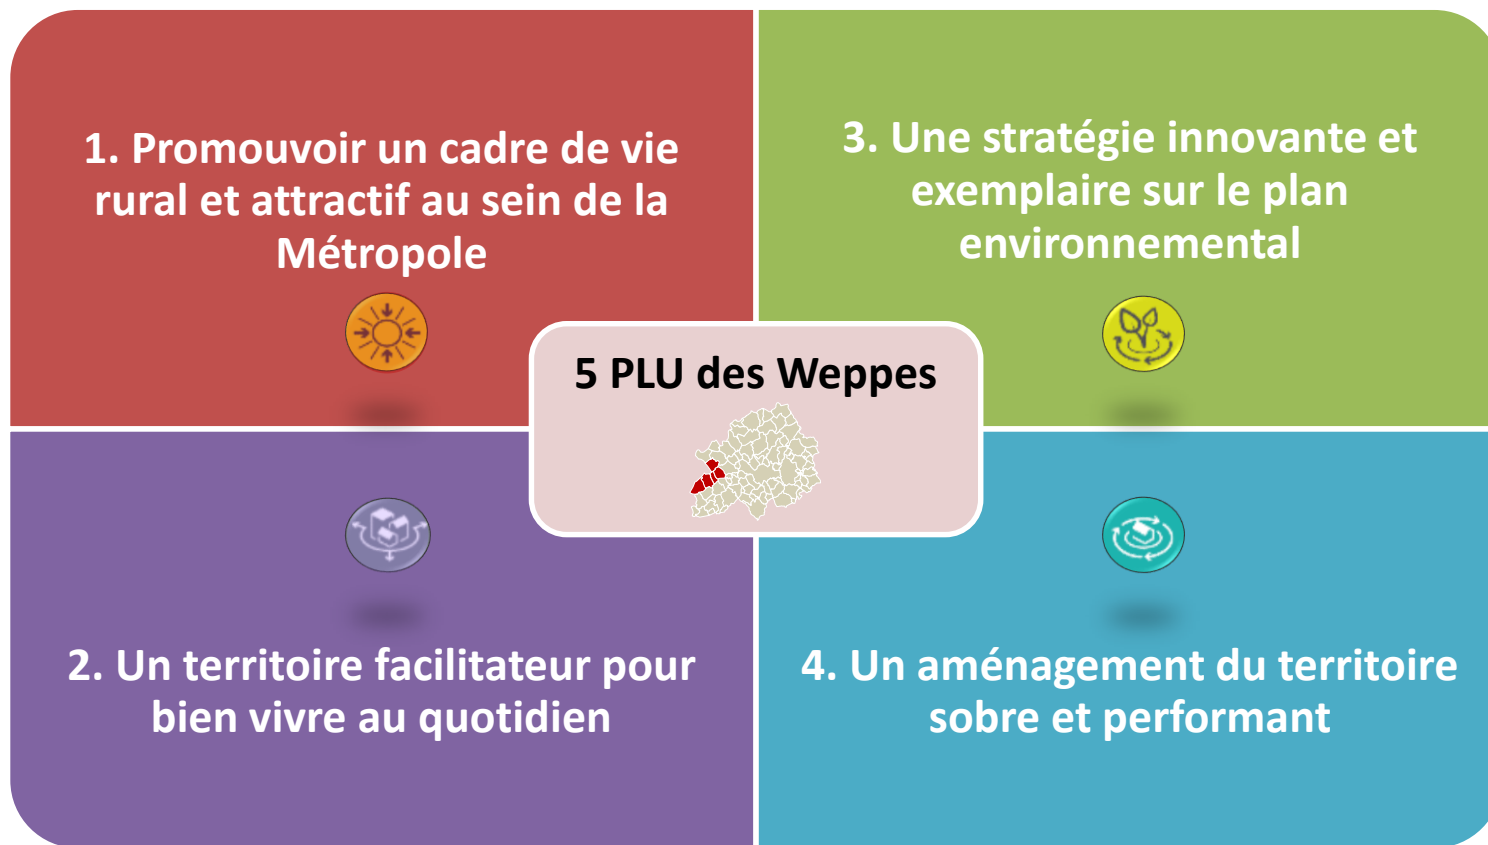 1. Promouvoir un cadre de vie
rural et attractif au sein de la
Métropole
3. Une stratégie innovante et
exemplaire sur le plan
environnemental
5 PLU des Weppes
2. Un territoire facilitateur pour
bien vivre au quotidien
4. Un aménagement du territoire
sobre et performant